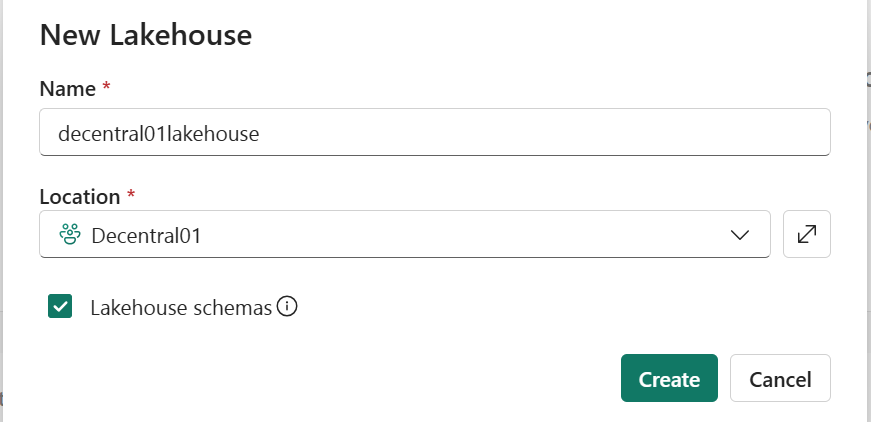 New Lakehouse
Name *
decentral01lakehouse
Location *
Decentral01
Lakehouse schemas
Create Cancel